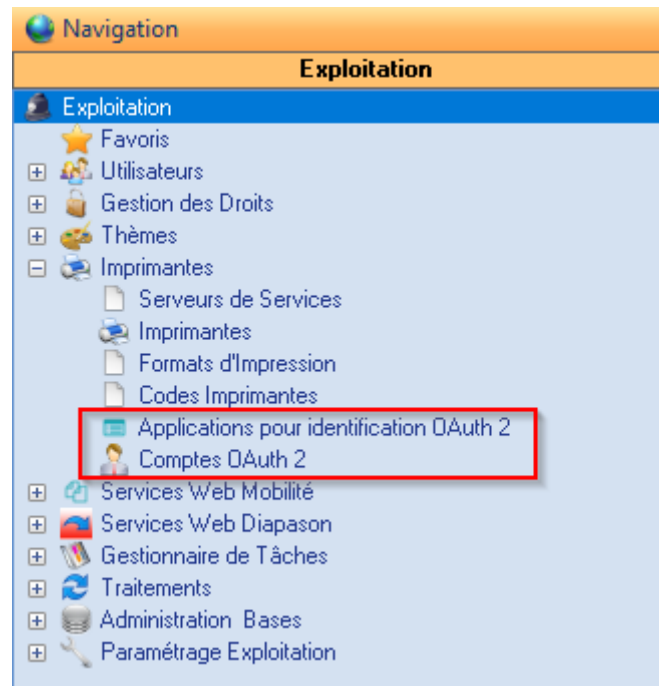 Navigation
Exploitation
Exploitation
Favoris
Utilisateurs
Gestion des Droits
Thèmes
Imprimantes
Serveurs de Services
Imprimantes
Formats d'Impression
Codes Imprimantes
Applications pour identification OAuth 2
Comptes OAuth 2
Services Web Mobilité
Services Web Diapason
Gestionnaire de Tâches
Traitements
Administration Bases
Paramétrage Exploitation